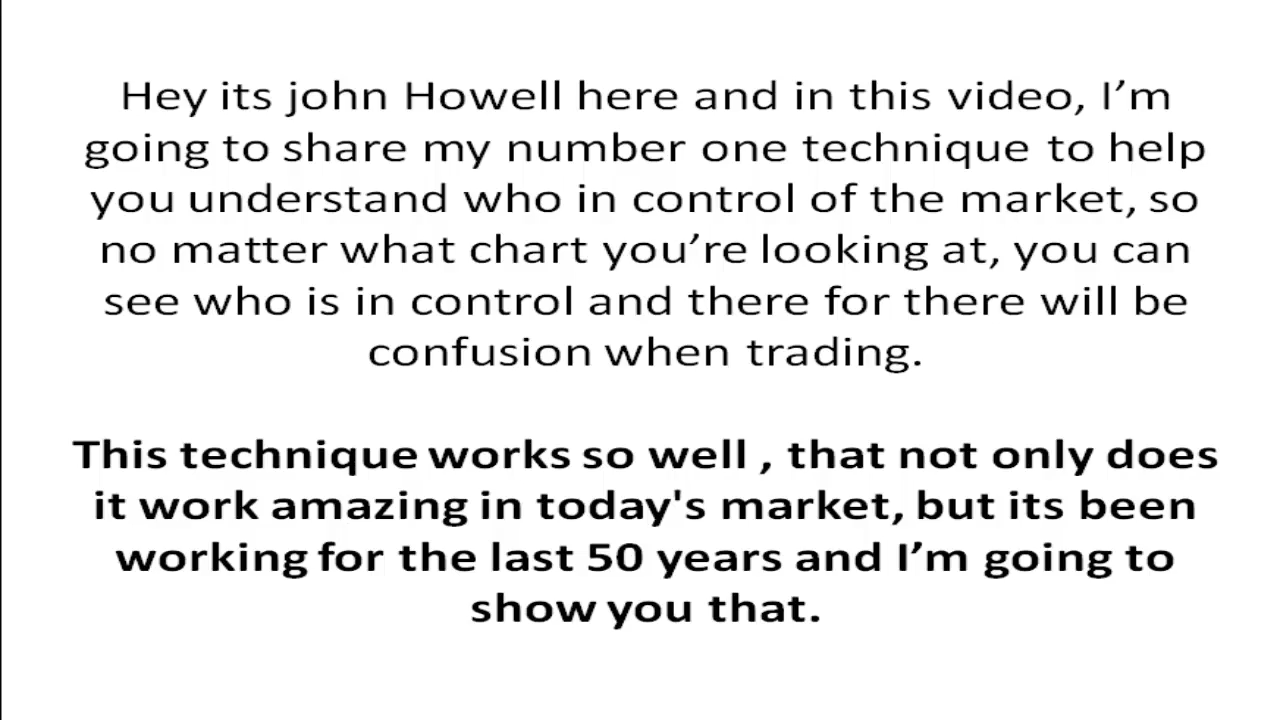 Hey its john Howell here and in this video, I’m
going to share my number one technique to help
you understand who in control of the market, so
no matter what chart you’re looking at, you can
see who is in control and there for there will be
confusion when trading.
This technique works so well , that not only does
it work amazing in today's market, but its been
working for the last 50 years and I’m going to
show you that.